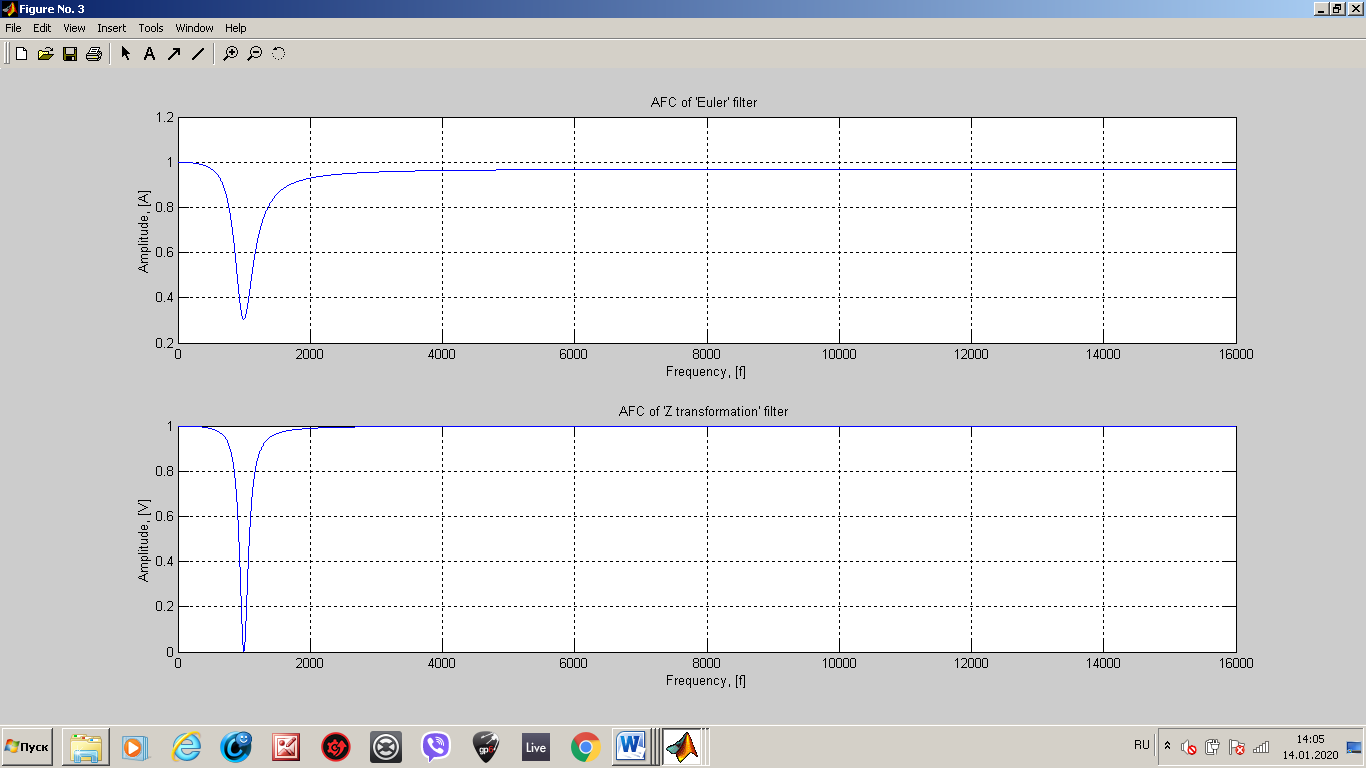 Figure No. 3
File Edit View Insert Tools Window Help
A
AFC of 'Euler' filter
1.2
1
0.8
0.6
0.4
0.2
Amplitude, [A]
0 2000 4000 6000 8000 10000 12000 14000 16000
Frequency, [f]
AFC of 'Z transformation' filter
1
0.8
0.6
0.4
0.2
0
Amplitude, [V]
0 2000 4000 6000 8000 10000 12000 14000 16000
Frequency, [f]
Пуск
gp6
Live
W
RU
14:05
14.01.2020